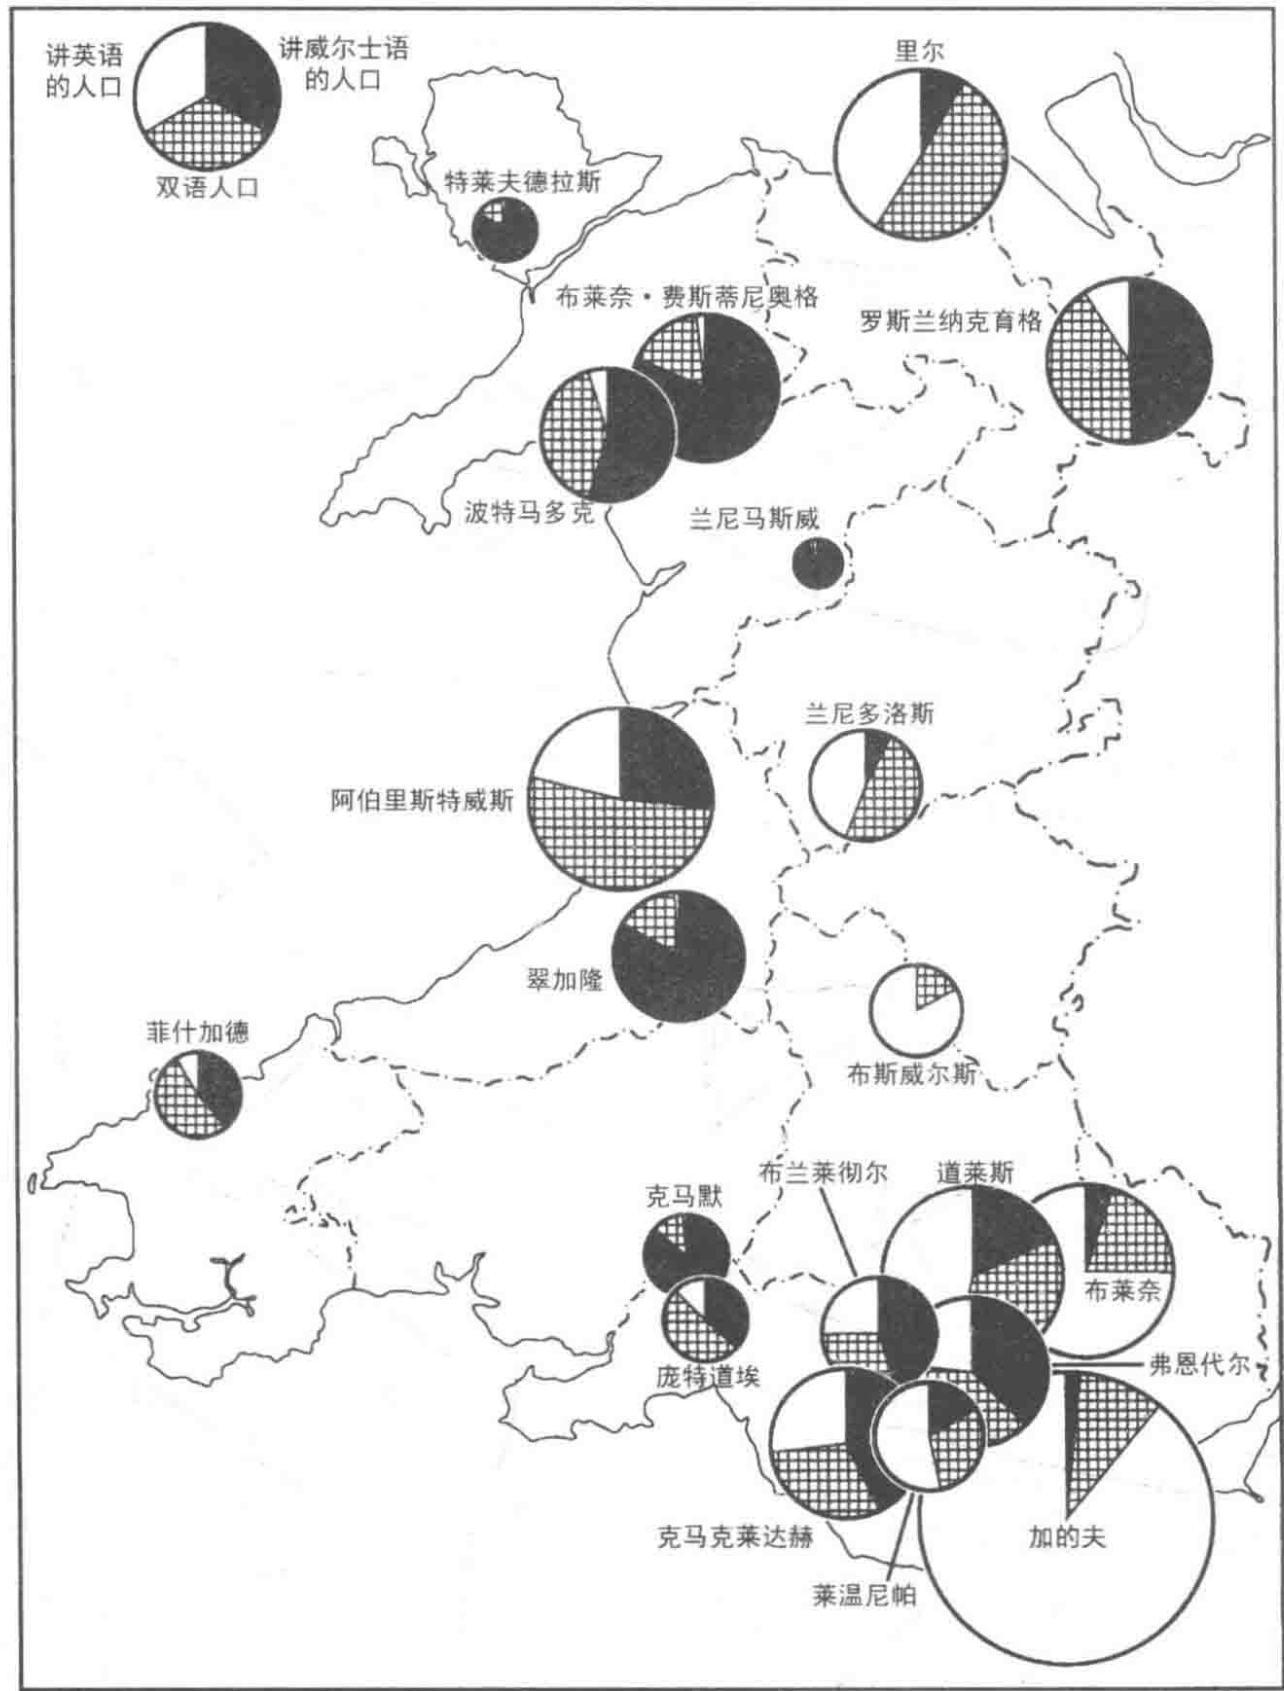 讲英语
的人口
讲威尔士语
的人口
双语人口
里尔
特莱夫德拉斯
布莱奈·费斯蒂尼奥格
罗斯兰纳克育格
波特马多克
兰尼马斯威
兰尼多洛斯
阿伯里斯特威斯
翠加隆
菲什加德
布斯威尔斯
布兰莱彻尔
道莱斯
克马默
布莱奈
庞特道埃
弗恩代尔
克马克莱达赫
加的夫
莱温尼帕